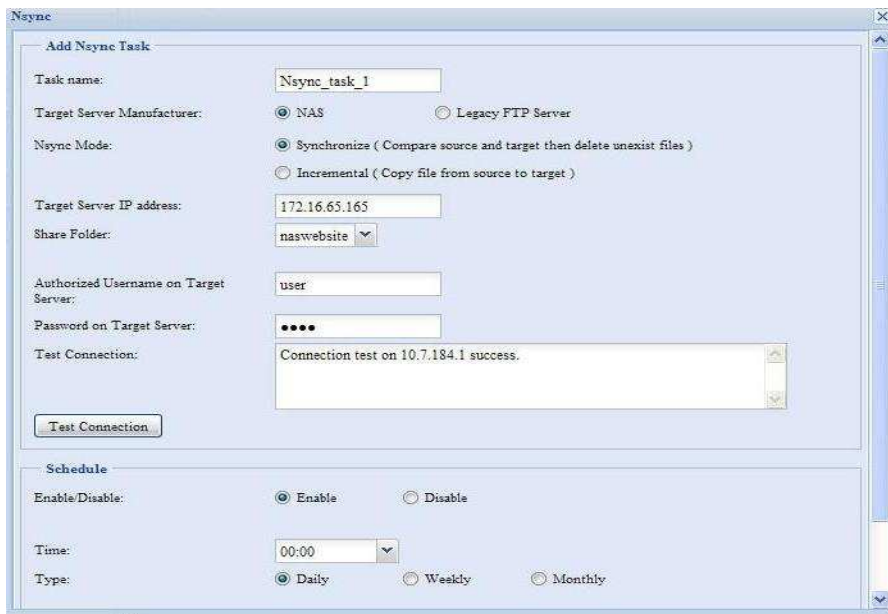 Nsync
Add Nsync Task
Task name: Nsync_task_1
Target Server Manufacturer: NAS Legacy FTP Server
Nsync Mode: Synchronize ( Compare source and target then delete unexist files )
Incremental ( Copy file from source to target )
Target Server IP address: 172.16.65.165
Share Folder: naswebsite
Authorized Username on Target
Server: user
Password on Target Server: ●●●●
Test Connection: Connection test on 10.7.184.1 success.
Test Connection
Schedule
Enable/Disable: Enable Disable
Time: 00:00
Type: Daily Weekly Monthly